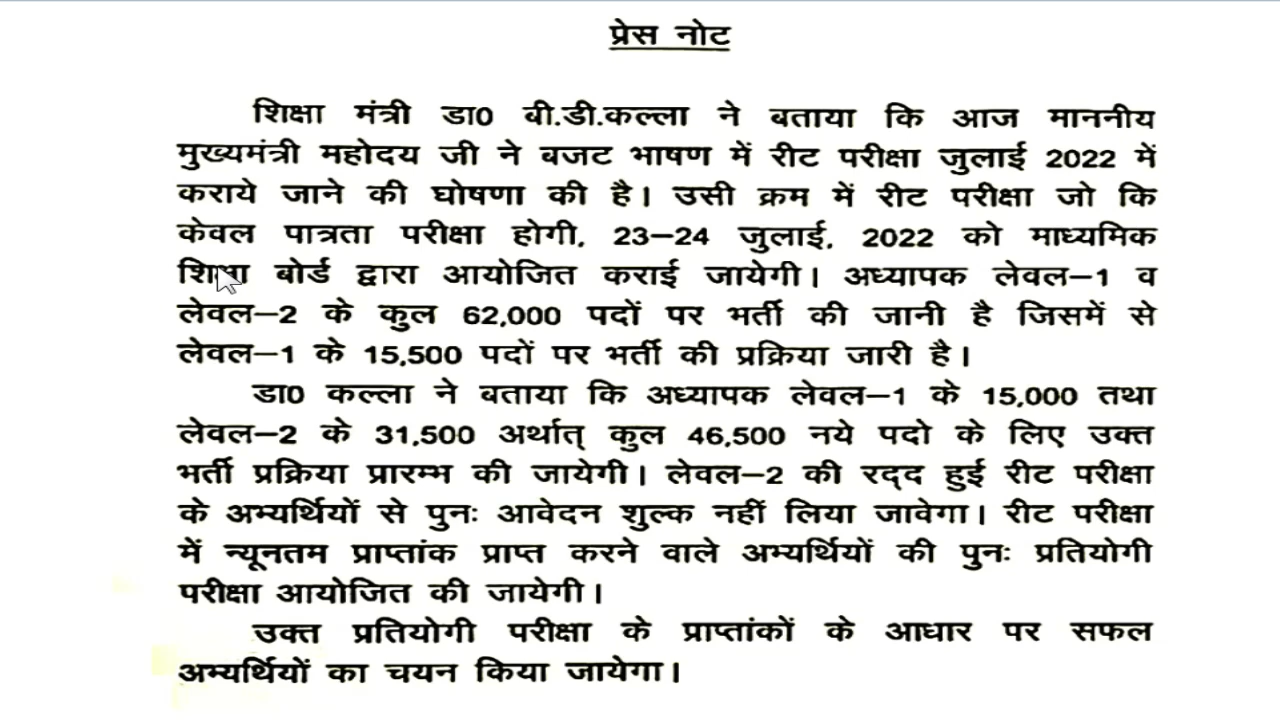 प्रेस नोट
शिक्षा मंत्री डा0 बी.डी.कल्ला ने बताया कि आज माननीय
मुख्यमंत्री महोदय जी ने बजट भाषण में रीट परीक्षा जुलाई 2022 में
कराये जाने की घोषणा की है। उसी क्रम में रीट परीक्षा जो कि
केवल पात्रता परीक्षा होगी, 23–24 जुलाई, 2022 को माध्यमिक
शिक्षा बोर्ड द्वारा आयोजित कराई जायेगी। अध्यापक लेवल–1 व
लेवल–2 के कुल 62,000 पदों पर भर्ती की जानी है जिसमें से
लेवल–1 के 15,500 पदों पर भर्ती की प्रक्रिया जारी है।
डा0 कल्ला ने बताया कि अध्यापक लेवल–1 के 15,000 तथा
लेवल–2 के 31,500 अर्थात् कुल 46,500 नये पदो के लिए उक्त
भर्ती प्रक्रिया प्रारम्भ की जायेगी। लेवल–2 की रद्द हुई रीट परीक्षा
के अभ्यर्थियों से पुनः आवेदन शुल्क नहीं लिया जावेगा। रीट परीक्षा
में न्यूनतम प्राप्तांक प्राप्त करने वाले अभ्यर्थियों की पुनः प्रतियोगी
परीक्षा आयोजित की जायेगी।
उक्त प्रतियोगी परीक्षा के प्राप्तांकों के आधार पर सफल
अभ्यर्थियों का चयन किया जायेगा।